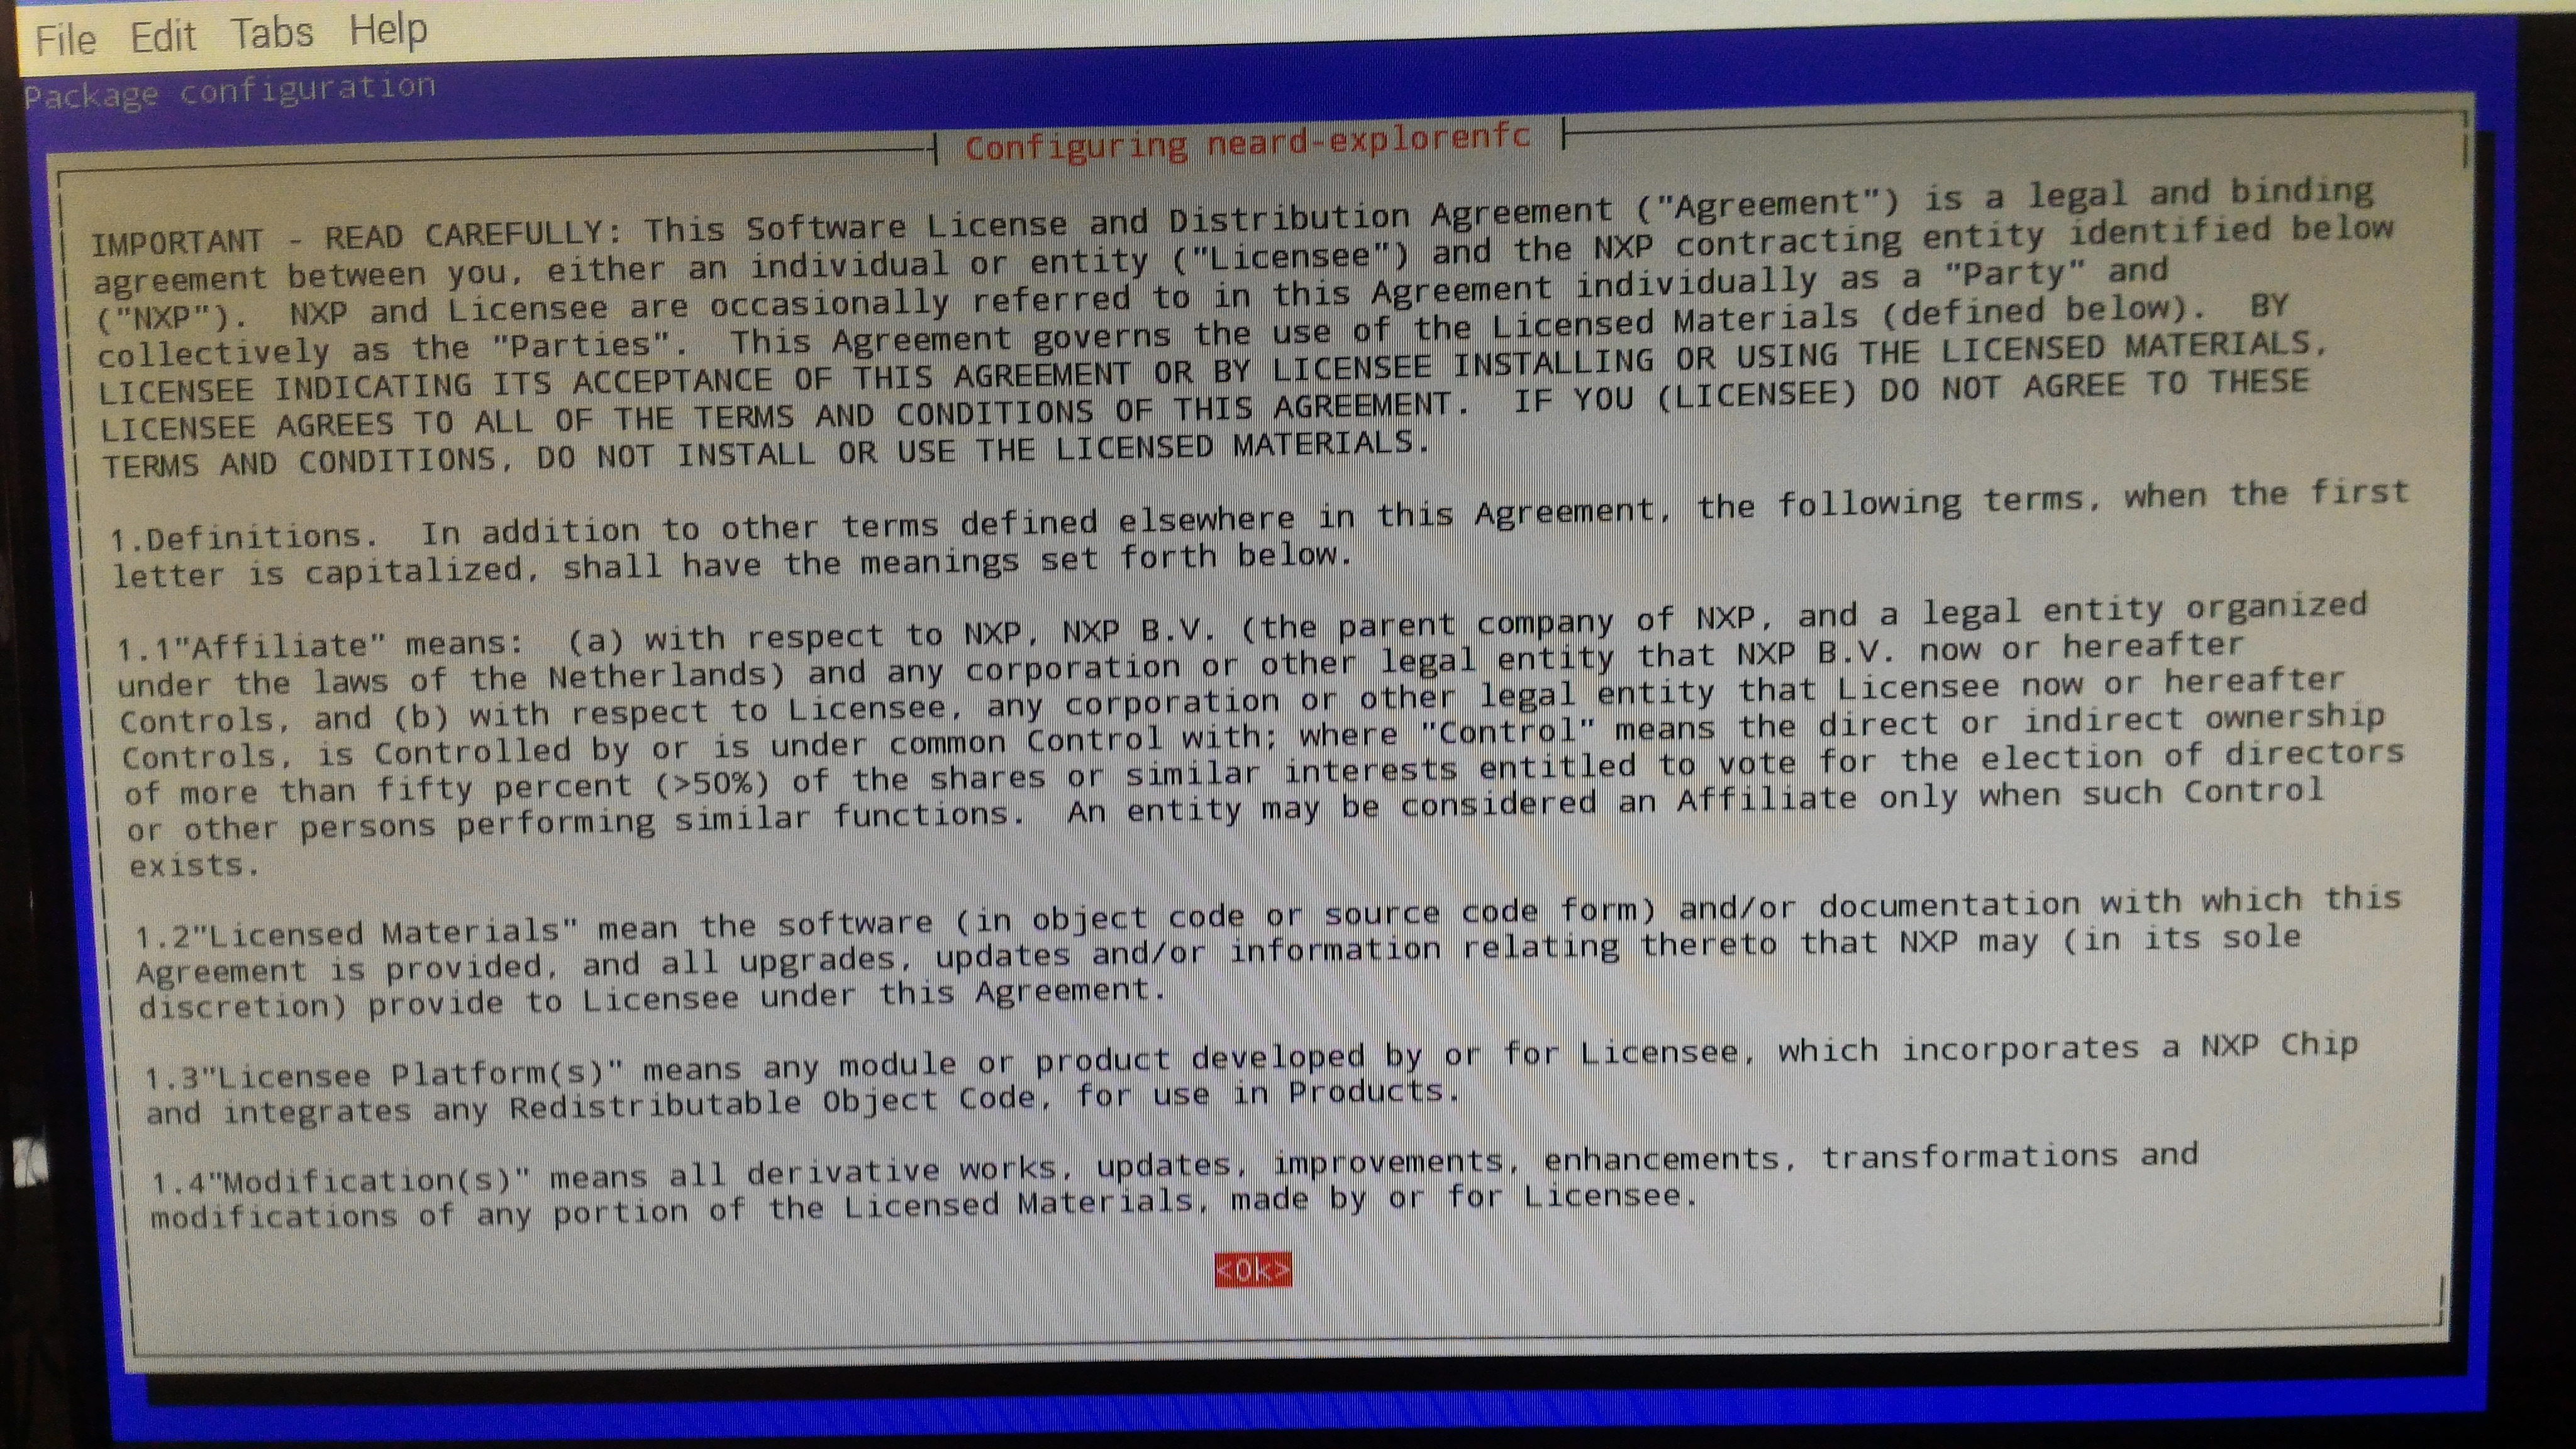 File Edit Tabs Help
Package configuration
Configuring neard-explorenfc
IMPORTANT - READ CAREFULLY: This Software License and Distribution Agreement ("Agreement") is a legal and binding
agreement between you, either an individual or entity ("Licensee") and the NXP contracting entity identified below
("NXP").  NXP and Licensee are occasionally referred to in this Agreement individually as a "Party" and
collectively as the "Parties".  This Agreement governs the use of the Licensed Materials (defined below).  BY
LICENSEE INDICATING ITS ACCEPTANCE OF THIS AGREEMENT OR BY LICENSEE INSTALLING OR USING THE LICENSED MATERIALS,
LICENSEE AGREES TO ALL OF THE TERMS AND CONDITIONS OF THIS AGREEMENT.  IF YOU (LICENSEE) DO NOT AGREE TO THESE
TERMS AND CONDITIONS, DO NOT INSTALL OR USE THE LICENSED MATERIALS.
1.Definitions.  In addition to other terms defined elsewhere in this Agreement, the following terms, when the first
letter is capitalized, shall have the meanings set forth below.
1.1"Affiliate" means:  (a) with respect to NXP, NXP B.V. (the parent company of NXP, and a legal entity organized
under the laws of the Netherlands) and any corporation or other legal entity that NXP B.V. now or hereafter
Controls, and (b) with respect to Licensee, any corporation or other legal entity that Licensee now or hereafter
Controls, is Controlled by or is under common Control with; where "Control" means the direct or indirect ownership
of more than fifty percent (>50%) of the shares or similar interests entitled to vote for the election of directors
or other persons performing similar functions.  An entity may be considered an Affiliate only when such Control
exists.
1.2"Licensed Materials" mean the software (in object code or source code form) and/or documentation with which this
Agreement is provided, and all upgrades, updates and/or information relating thereto that NXP may (in its sole
discretion) provide to Licensee under this Agreement.
1.3"Licensee Platform(s)" means any module or product developed by or for Licensee, which incorporates a NXP Chip
and integrates any Redistributable Object Code, for use in Products.
1.4"Modification(s)" means all derivative works, updates, improvements, enhancements, transformations and
modifications of any portion of the Licensed Materials, made by or for Licensee.
<Ok>